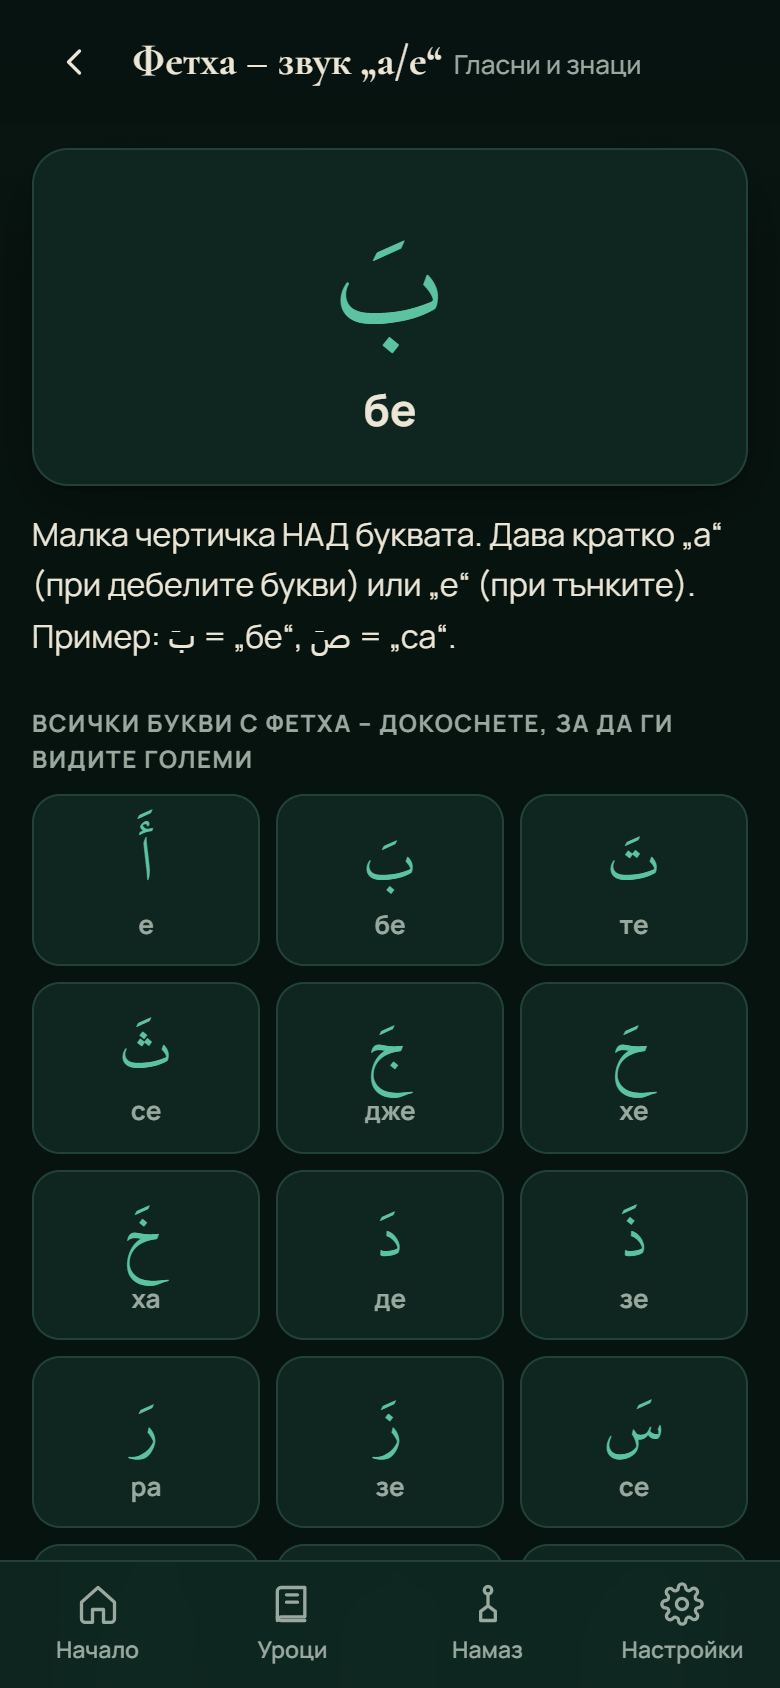 Фетха – звук „а/е“ Гласни и знаци
بَ
бе
Малка чертичка НАД буквата. Дава кратко „а“
(при дебелите букви) или „е“ (при тънките).
Пример: بَ = „бе“, صَ = „са“.
ВСИЧКИ БУКВИ С ФЕТХА – ДОКОСНЕТЕ, ЗА ДА ГИ
ВИДИТЕ ГОЛЕМИ
أَ بَ تَ
е бе те
ثَ جَ حَ
се дже хе
خَ دَ ذَ
ха де зе
رَ زَ سَ
ра зе се
Начало Уроци Намаз Настройки